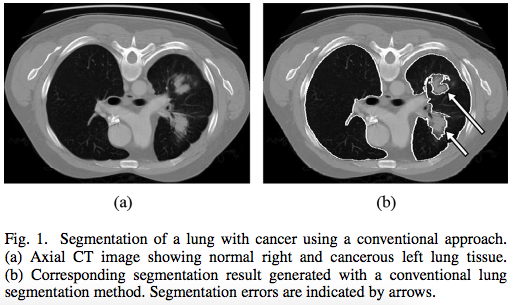 (a)
(b)
Fig. 1. Segmentation of a lung with cancer using a conventional approach.
(a) Axial CT image showing normal right and cancerous left lung tissue.
(b) Corresponding segmentation result generated with a conventional lung
segmentation method. Segmentation errors are indicated by arrows.